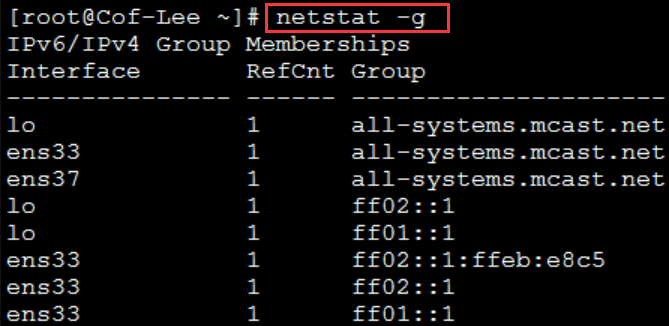 [root@Cof-Lee ~]# netstat -g
IPv6/IPv4 Group Memberships
Interface       RefCnt Group
--------------- ------ ---------------------
lo              1      all-systems.mcast.net
ens33           1      all-systems.mcast.net
ens37           1      all-systems.mcast.net
lo              1      ff02::1
lo              1      ff01::1
ens33           1      ff02::1:ffeb:e8c5
ens33           1      ff02::1
ens33           1      ff01::1